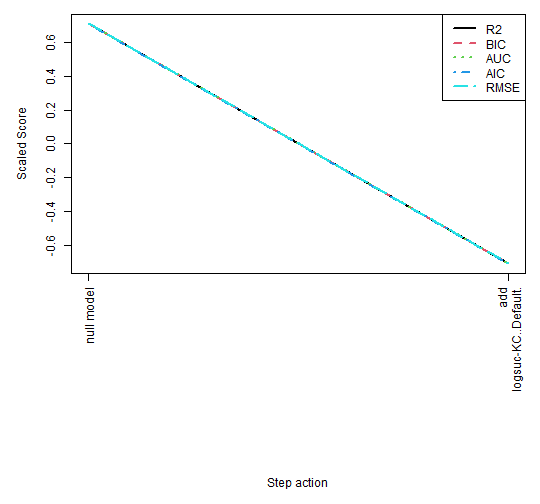 R2
BIC
AUC
AIC
RMSE
Scaled Score
0.6
0.4
0.2
0.0
-0.2
-0.4
-0.6
null model
add
logsuc-KC..Default.
Step action